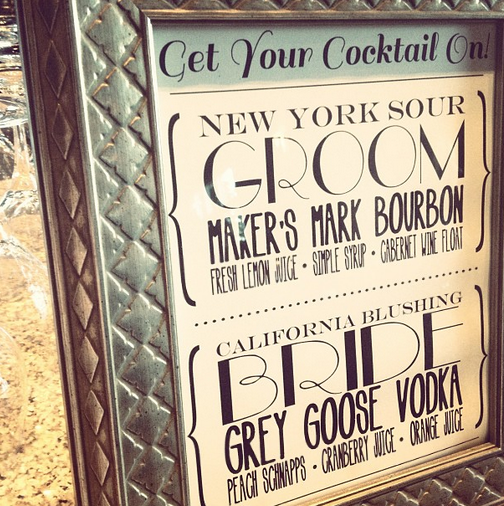 Get Your Cocktail On!
NEW YORK SOUR
GROOM
MAKER'S MARK BOURBON
FRESH LEMON JUICE • SIMPLE SYRUP • CABERNET WINE FLOAT
CALIFORNIA BLUSHING
BRIDE
GREY GOOSE VODKA
PEACH SCHNAPPS • CRANBERRY JUICE • ORANGE JUICE